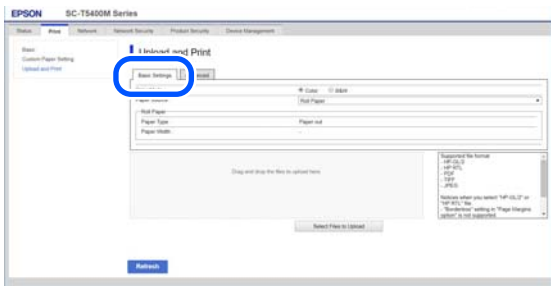 EPSON SC-T5400M Series
Status Print Network Network Security Product Security Device Management
Basic
Custom Paper Setting
Upload and Print
Upload and Print
Basic Settings
Color B&W
Roll Paper
Roll Paper
Paper Type Paper out
Paper Width -
Drag and drop the files to upload here.
Supported file format
- HP-GL/2
- HP RTL
- PDF
- TIFF
- JPEG
Notices when you select "HP-GL/2" or
"HP RTL" file
- "Borderless" setting in "Page Margins
option" is not supported.
Select Files to Upload
Refresh